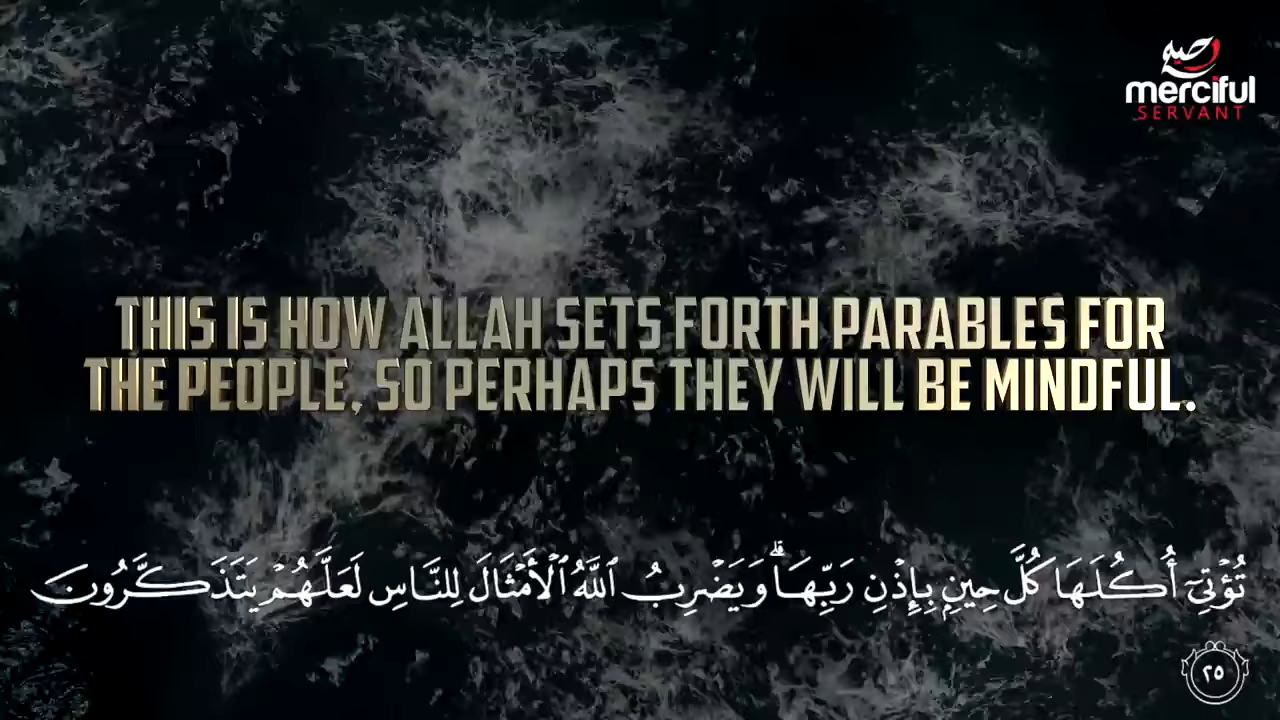 merciful
SERVANT
THIS IS HOW ALLAH SETS FORTH PARABLES FOR
THE PEOPLE, SO PERHAPS THEY WILL BE MINDFUL.
تُؤْتِىٓ أُكُلَهَا كُلَّ حِينٍۭ بِإِذْنِ رَبِّهَا ۗ وَيَضْرِبُ ٱللَّهُ ٱلْأَمْثَالَ لِلنَّاسِ لَعَلَّهُمْ يَتَذَكَّرُونَ
٢٥